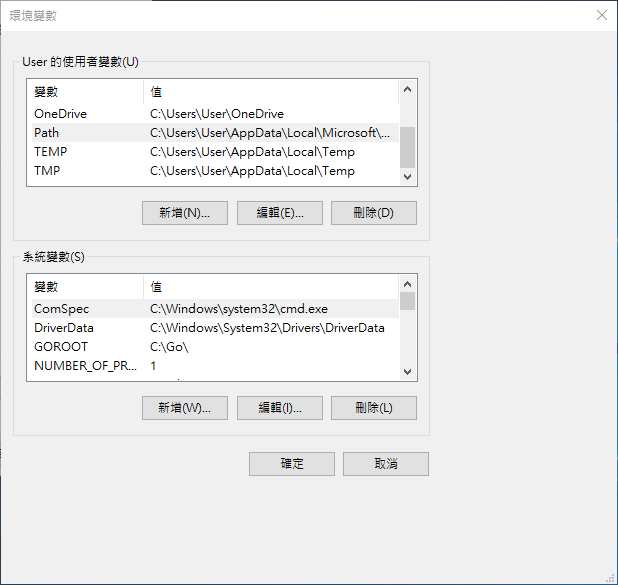 環境變數
User 的使用者變數(U)
變數 值
OneDrive C:\Users\User\OneDrive
Path C:\Users\User\AppData\Local\Microsoft\...
TEMP C:\Users\User\AppData\Local\Temp
TMP C:\Users\User\AppData\Local\Temp
新增(N)... 編輯(E)... 刪除(D)
系統變數(S)
變數 值
ComSpec C:\Windows\system32\cmd.exe
DriverData C:\Windows\System32\Drivers\DriverData
GOROOT C:\Go\
NUMBER_OF_PR... 1
新增(W)... 編輯(I)... 刪除(L)
確定 取消